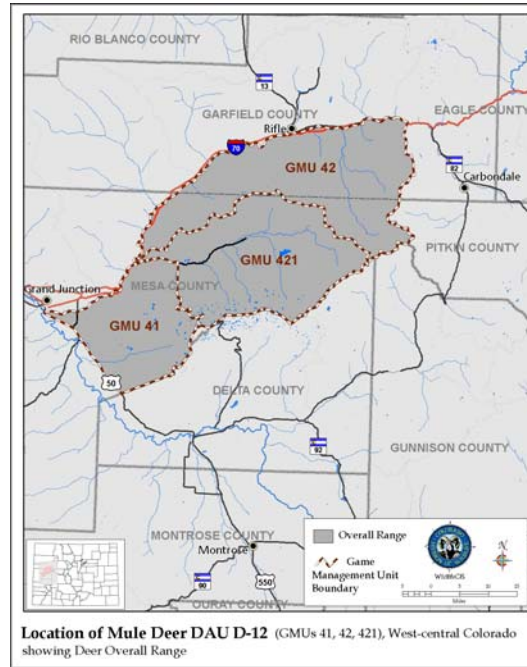 RIO BLANCO COUNTY
13
GARFIELD COUNTY
EAGLE COUNTY
Rifle
70
GMU 42
82
Carbondale
PITKIN COUNTY
GMU 421
Grand Junction
MESA COUNTY
GMU 41
50
DELTA COUNTY
92
GUNNISON COUNTY
MONTROSE COUNTY
Montrose
90
550
OURAY COUNTY
Overall Range
Game
Management Unit
Boundary
N
Miles
Location of Mule Deer DAU D-12 (GMUs 41, 42, 421), West-central Colorado
showing Deer Overall Range